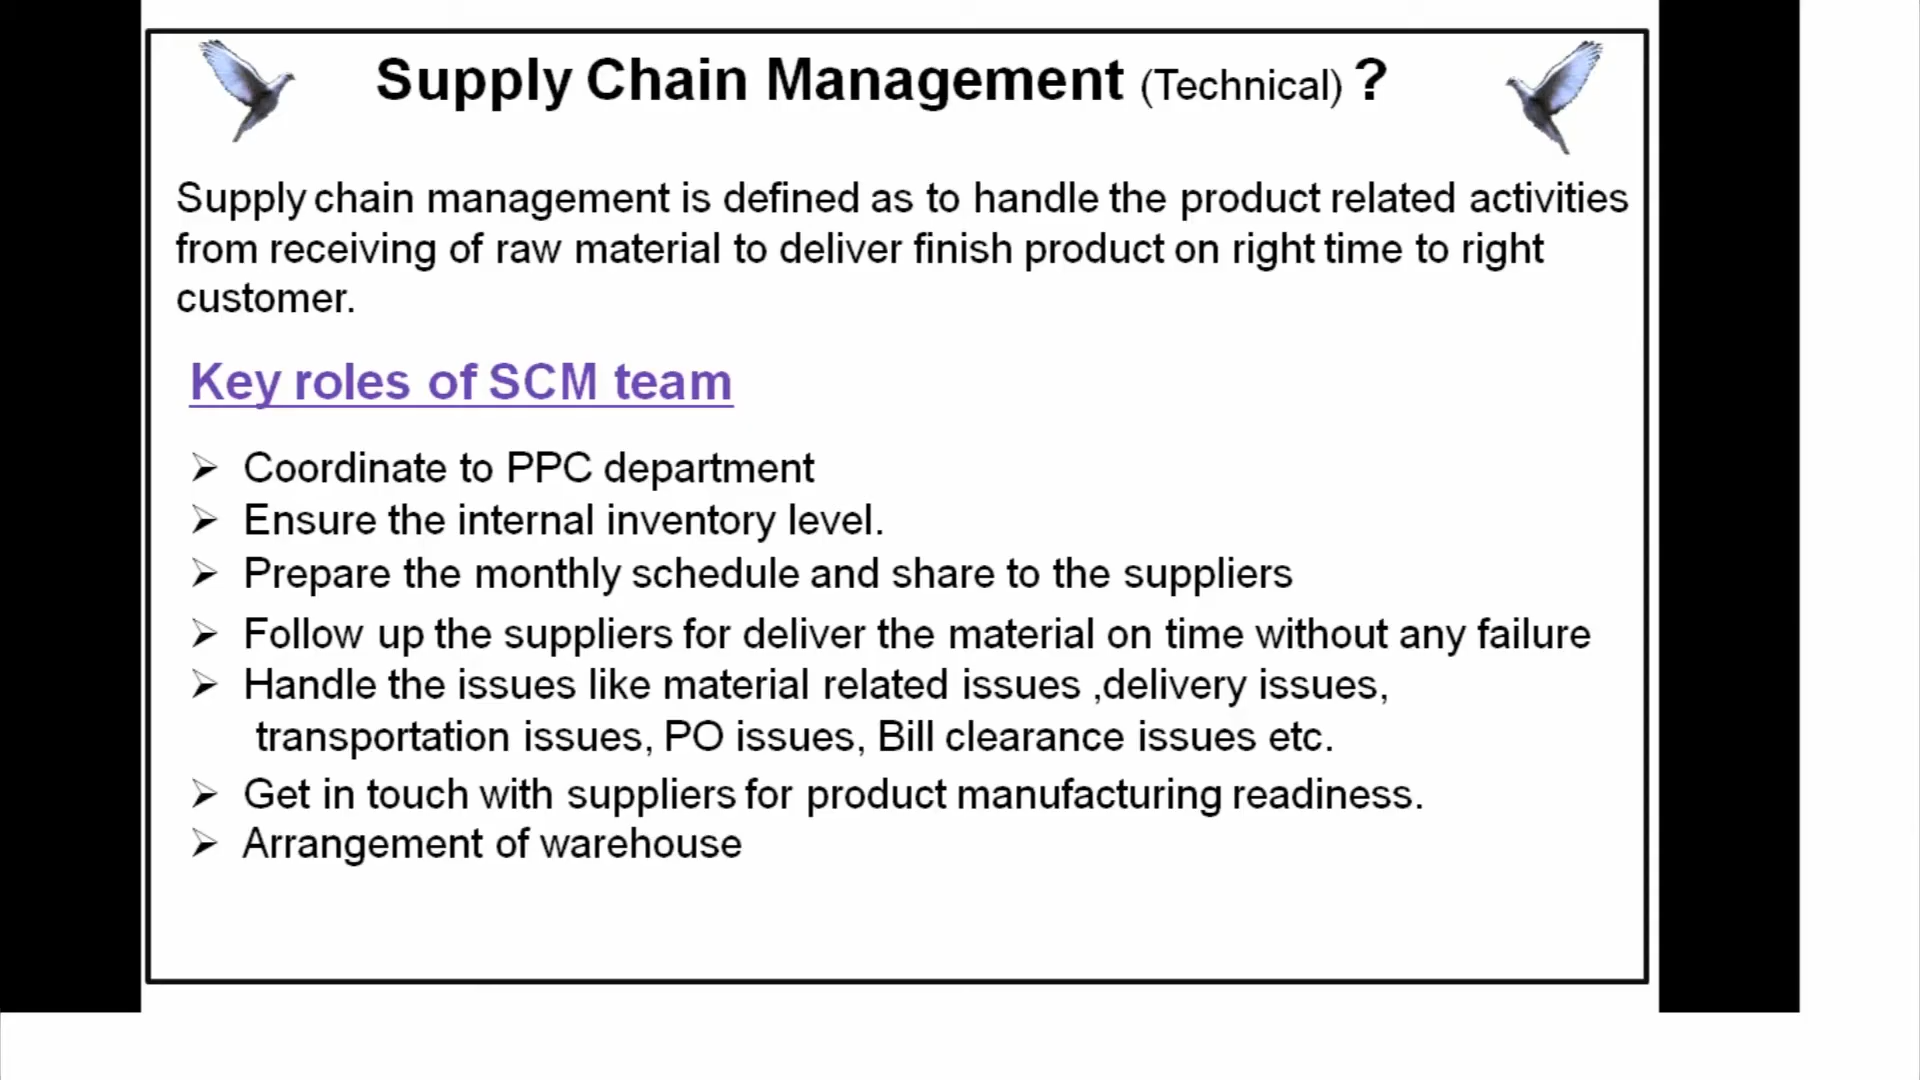 Supply Chain Management (Technical) ?
Supply chain management is defined as to handle the product related activities
from receiving of raw material to deliver finish product on right time to right
customer.
Key roles of SCM team
➢ Coordinate to PPC department
➢ Ensure the internal inventory level.
➢ Prepare the monthly schedule and share to the suppliers
➢ Follow up the suppliers for deliver the material on time without any failure
➢ Handle the issues like material related issues ,delivery issues,
transportation issues, PO issues, Bill clearance issues etc.
➢ Get in touch with suppliers for product manufacturing readiness.
➢ Arrangement of warehouse